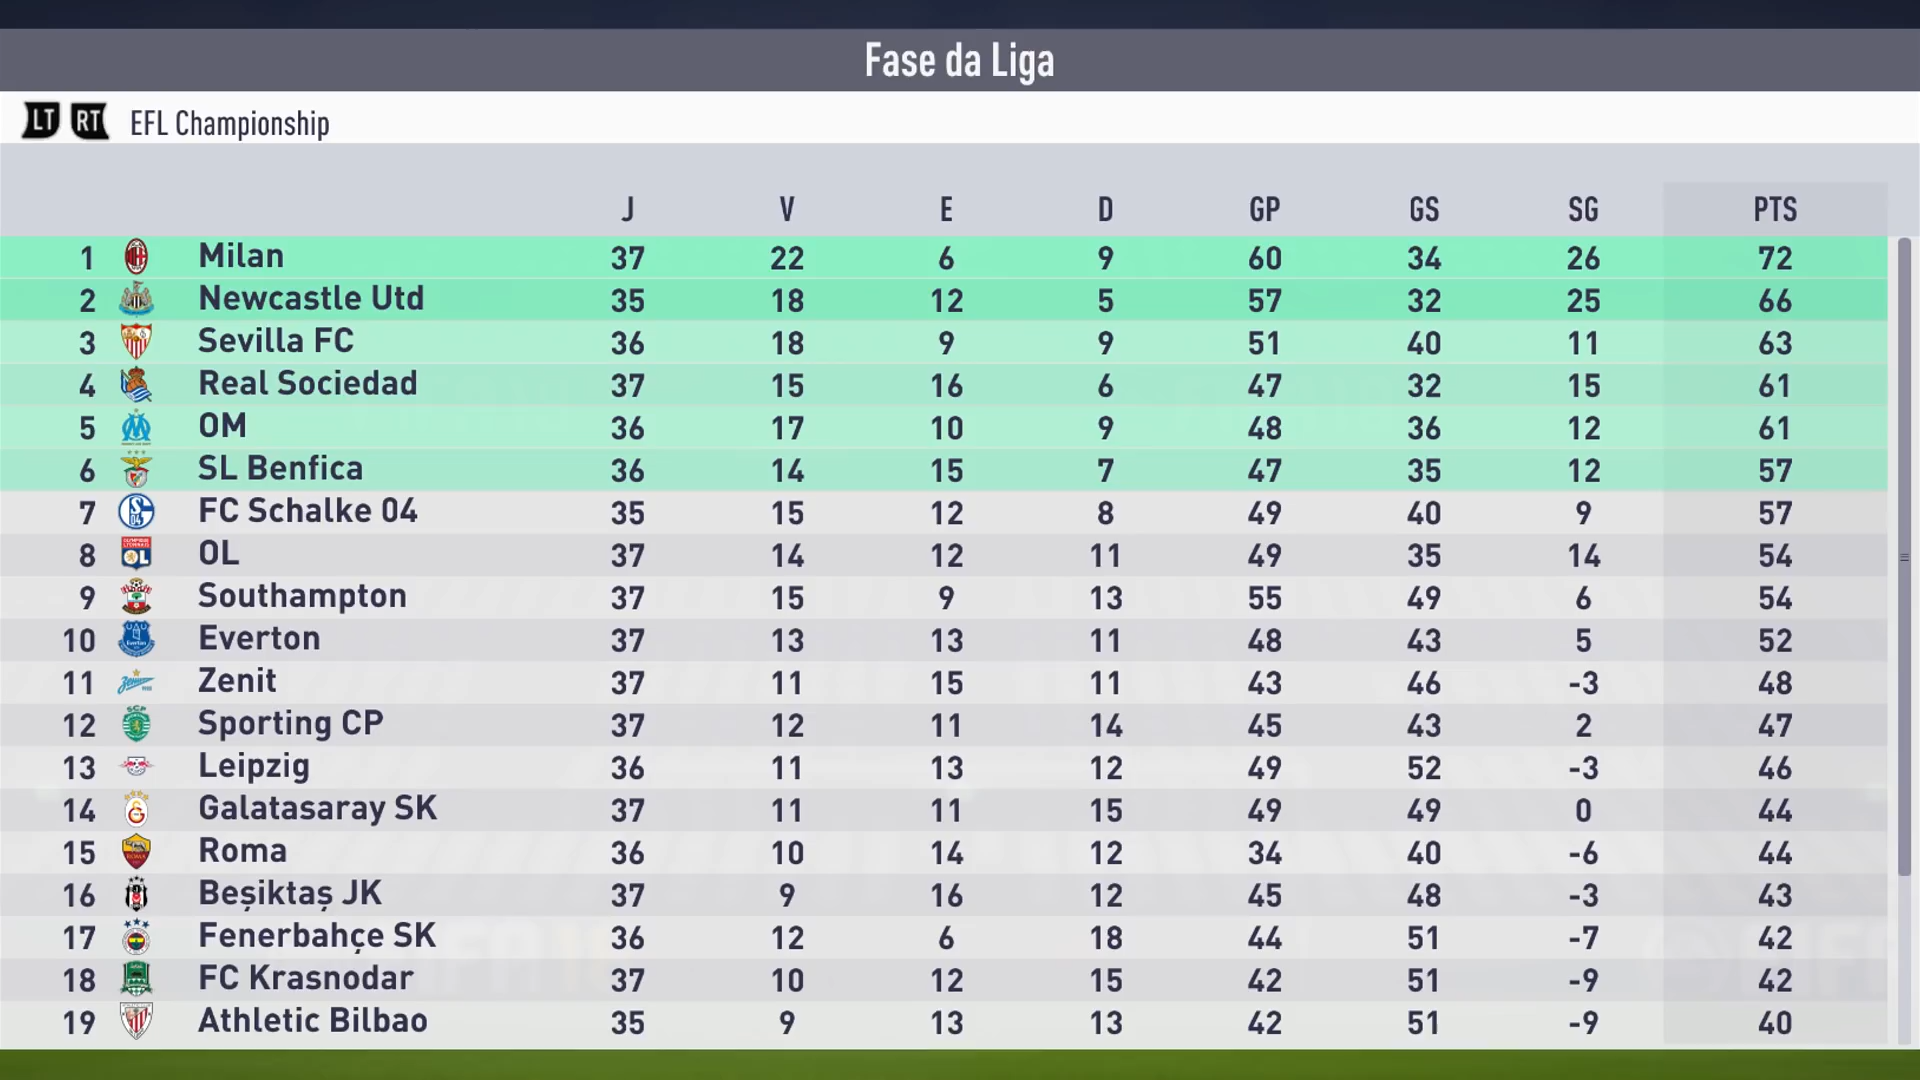 Fase da Liga
LT RT EFL Championship
J V E D GP GS SG PTS
1 Milan 37 22 6 9 60 34 26 72
2 Newcastle Utd 35 18 12 5 57 32 25 66
3 Sevilla FC 36 18 9 9 51 40 11 63
4 Real Sociedad 37 15 16 6 47 32 15 61
5 OM 36 17 10 9 48 36 12 61
6 SL Benfica 36 14 15 7 47 35 12 57
7 FC Schalke 04 35 15 12 8 49 40 9 57
8 OL 37 14 12 11 49 35 14 54
9 Southampton 37 15 9 13 55 49 6 54
10 Everton 37 13 13 11 48 43 5 52
11 Zenit 37 11 15 11 43 46 -3 48
12 Sporting CP 37 12 11 14 45 43 2 47
13 Leipzig 36 11 13 12 49 52 -3 46
14 Galatasaray SK 37 11 11 15 49 49 0 44
15 Roma 36 10 14 12 34 40 -6 44
16 Beşiktaş JK 37 9 16 12 45 48 -3 43
17 Fenerbahçe SK 36 12 6 18 44 51 -7 42
18 FC Krasnodar 37 10 12 15 42 51 -9 42
19 Athletic Bilbao 35 9 13 13 42 51 -9 40